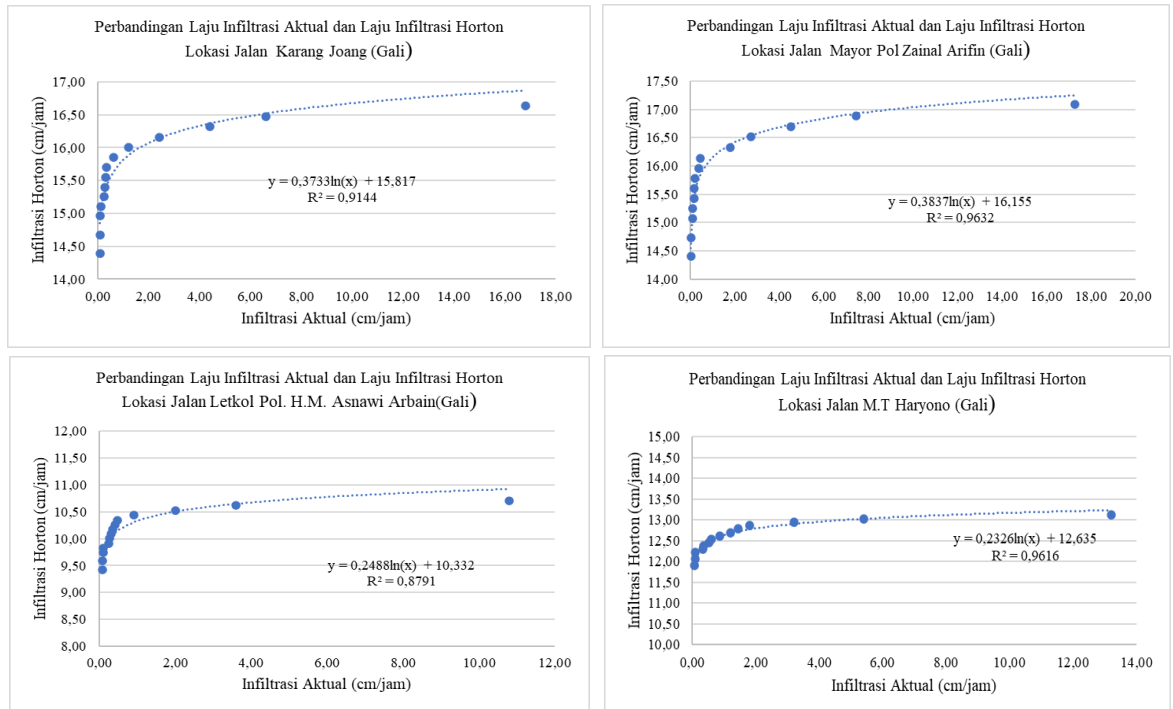 Perbandingan Laju Infiltrasi Aktual dan Laju Infiltrasi Horton
Lokasi Jalan Karang Joang (Gali)
Infiltrasi Horton (cm/jam)
17,00
16,50
16,00
15,50
15,00
14,50
14,00
y = 0,3733ln(x) + 15,817
R² = 0,9144
0,00 2,00 4,00 6,00 8,00 10,00 12,00 14,00 16,00 18,00
Infiltrasi Aktual (cm/jam)
Perbandingan Laju Infiltrasi Aktual dan Laju Infiltrasi Horton
Lokasi Jalan Mayor Pol Zainal Arifin (Gali)
Infiltrasi Horton (cm/jam)
17,50
17,00
16,50
16,00
15,50
15,00
14,50
14,00
y = 0,3837ln(x) + 16,155
R² = 0,9632
0,00 2,00 4,00 6,00 8,00 10,00 12,00 14,00 16,00 18,00 20,00
Infiltrasi Aktual (cm/jam)
Perbandingan Laju Infiltrasi Aktual dan Laju Infiltrasi Horton
Lokasi Jalan Letkol Pol. H.M. Asnawi Arbain(Gali)
Infiltrasi Horton (cm/jam)
12,00
11,50
11,00
10,50
10,00
9,50
9,00
8,50
8,00
y = 0,2488ln(x) + 10,332
R² = 0,8791
0,00 2,00 4,00 6,00 8,00 10,00 12,00
Infiltrasi Aktual (cm/jam)
Perbandingan Laju Infiltrasi Aktual dan Laju Infiltrasi Horton
Lokasi Jalan M.T Haryono (Gali)
Infiltrasi Horton (cm/jam)
15,00
14,50
14,00
13,50
13,00
12,50
12,00
11,50
11,00
10,50
10,00
y = 0,2326ln(x) + 12,635
R² = 0,9616
0,00 2,00 4,00 6,00 8,00 10,00 12,00 14,00
Infiltrasi Aktual (cm/jam)